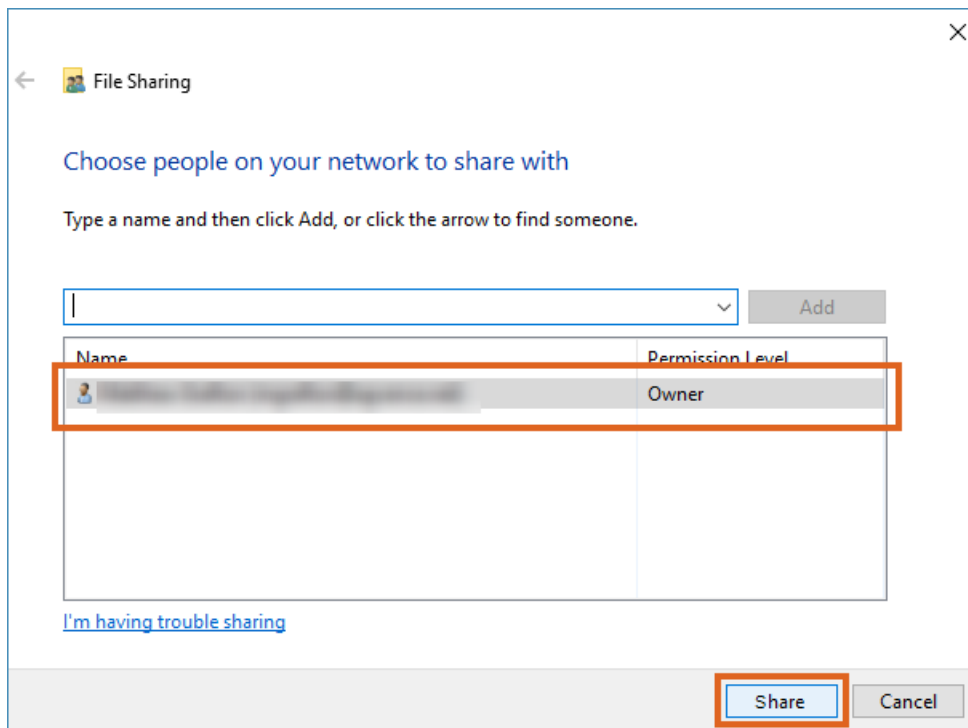 File Sharing
Choose people on your network to share with
Type a name and then click Add, or click the arrow to find someone.
Add
Name Permission Level
Owner
I'm having trouble sharing
Share Cancel